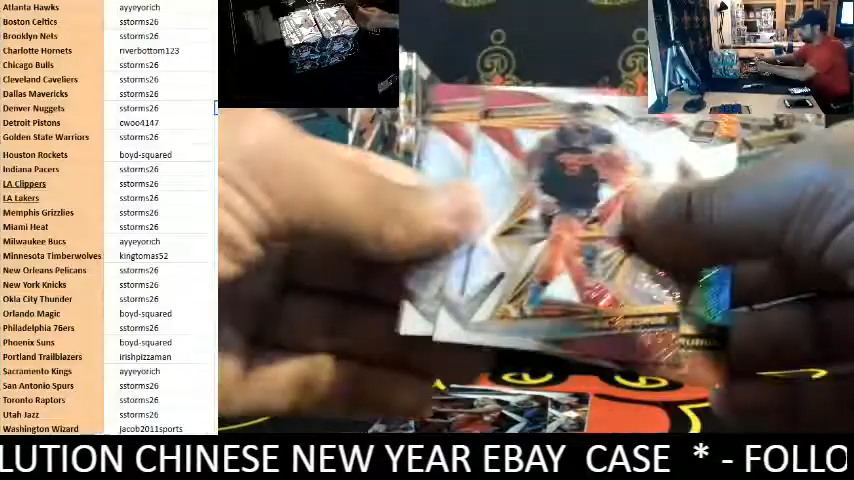 Atlanta Hawks ayyeyorich
Boston Celtics sstorms26
Brooklyn Nets sstorms26
Charlotte Hornets riverbottom123
Chicago Bulls sstorms26
Cleveland Caveliers sstorms26
Dallas Mavericks sstorms26
Denver Nuggets sstorms26
Detroit Pistons cwoo4147
Golden State Warriors sstorms26
Houston Rockets boyd-squared
Indiana Pacers sstorms26
LA Clippers sstorms26
LA Lakers sstorms26
Memphis Grizzlies sstorms26
Miami Heat sstorms26
Milwaukee Bucs ayyeyorich
Minnesota Timberwolves kingtomas52
New Orleans Pelicans sstorms26
New York Knicks sstorms26
Okla City Thunder sstorms26
Orlando Magic boyd-squared
Philadelphia 76ers sstorms26
Phoenix Suns boyd-squared
Portland Trailblazers irishpizzaman
Sacramento Kings ayyeyorich
San Antonio Spurs sstorms26
Toronto Raptors sstorms26
Utah Jazz sstorms26
Washington Wizard jacob2011sports
LUTION CHINESE NEW YEAR EBAY CASE * - FOLLO